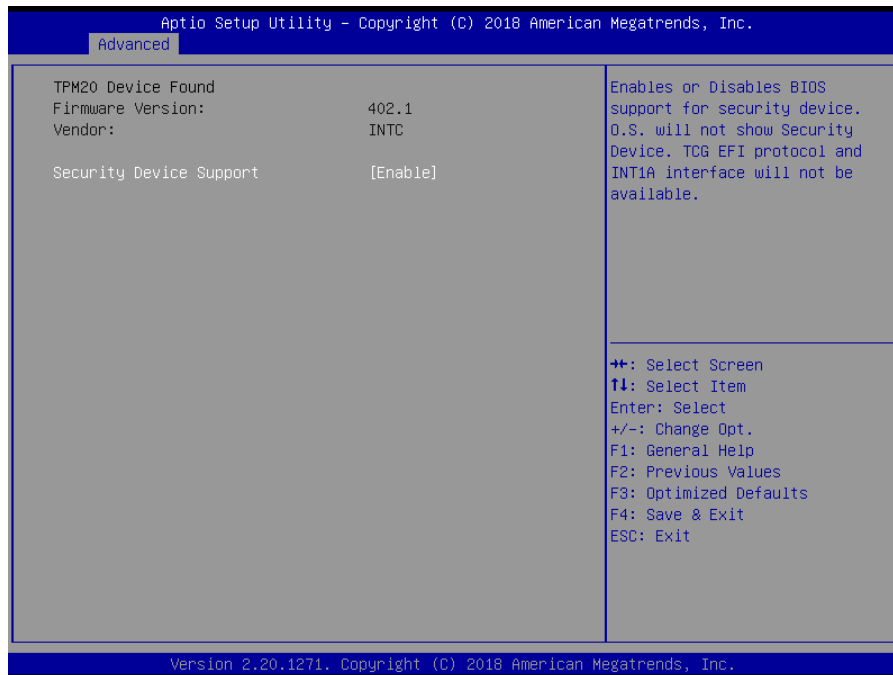 Aptio Setup Utility – Copyright (C) 2018 American Megatrends, Inc.
Advanced
TPM20 Device Found
Firmware Version: 402.1
Vendor: INTC
Security Device Support [Enable]
Enables or Disables BIOS
support for security device.
O.S. will not show Security
Device. TCG EFI protocol and
INT1A interface will not be
available.
→←: Select Screen
↑↓: Select Item
Enter: Select
+/-: Change Opt.
F1: General Help
F2: Previous Values
F3: Optimized Defaults
F4: Save & Exit
ESC: Exit
Version 2.20.1271. Copyright (C) 2018 American Megatrends, Inc.